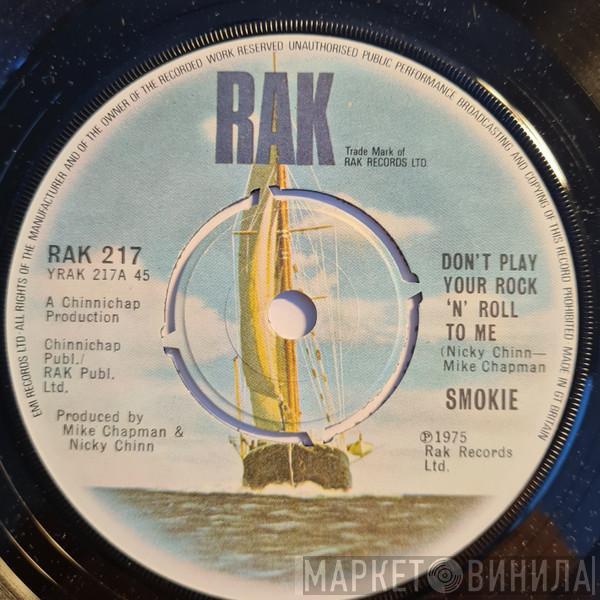 EMI RECORDS LTD ALL RIGHTS OF THE MANUFACTURER AND OF THE OWNER OF THE RECORDED WORK RESERVED UNAUTHORISED PUBLIC PERFORMANCE BROADCASTING AND COPYING OF THIS RECORD PROHIBITED MADE IN GT BRITAIN
RAK
Trade Mark of
RAK RECORDS LTD.
RAK 217
YRAK 217A 45
A Chinnichap
Production
Chinnichap
Publ./
RAK Publ.
Ltd.
Produced by
Mike Chapman &
Nicky Chinn
DON'T PLAY
YOUR ROCK
'N' ROLL
TO ME
(Nicky Chinn—
Mike Chapman
SMOKIE
℗1975
Rak Records
Ltd.
МАРКЕТ ВИНИЛА